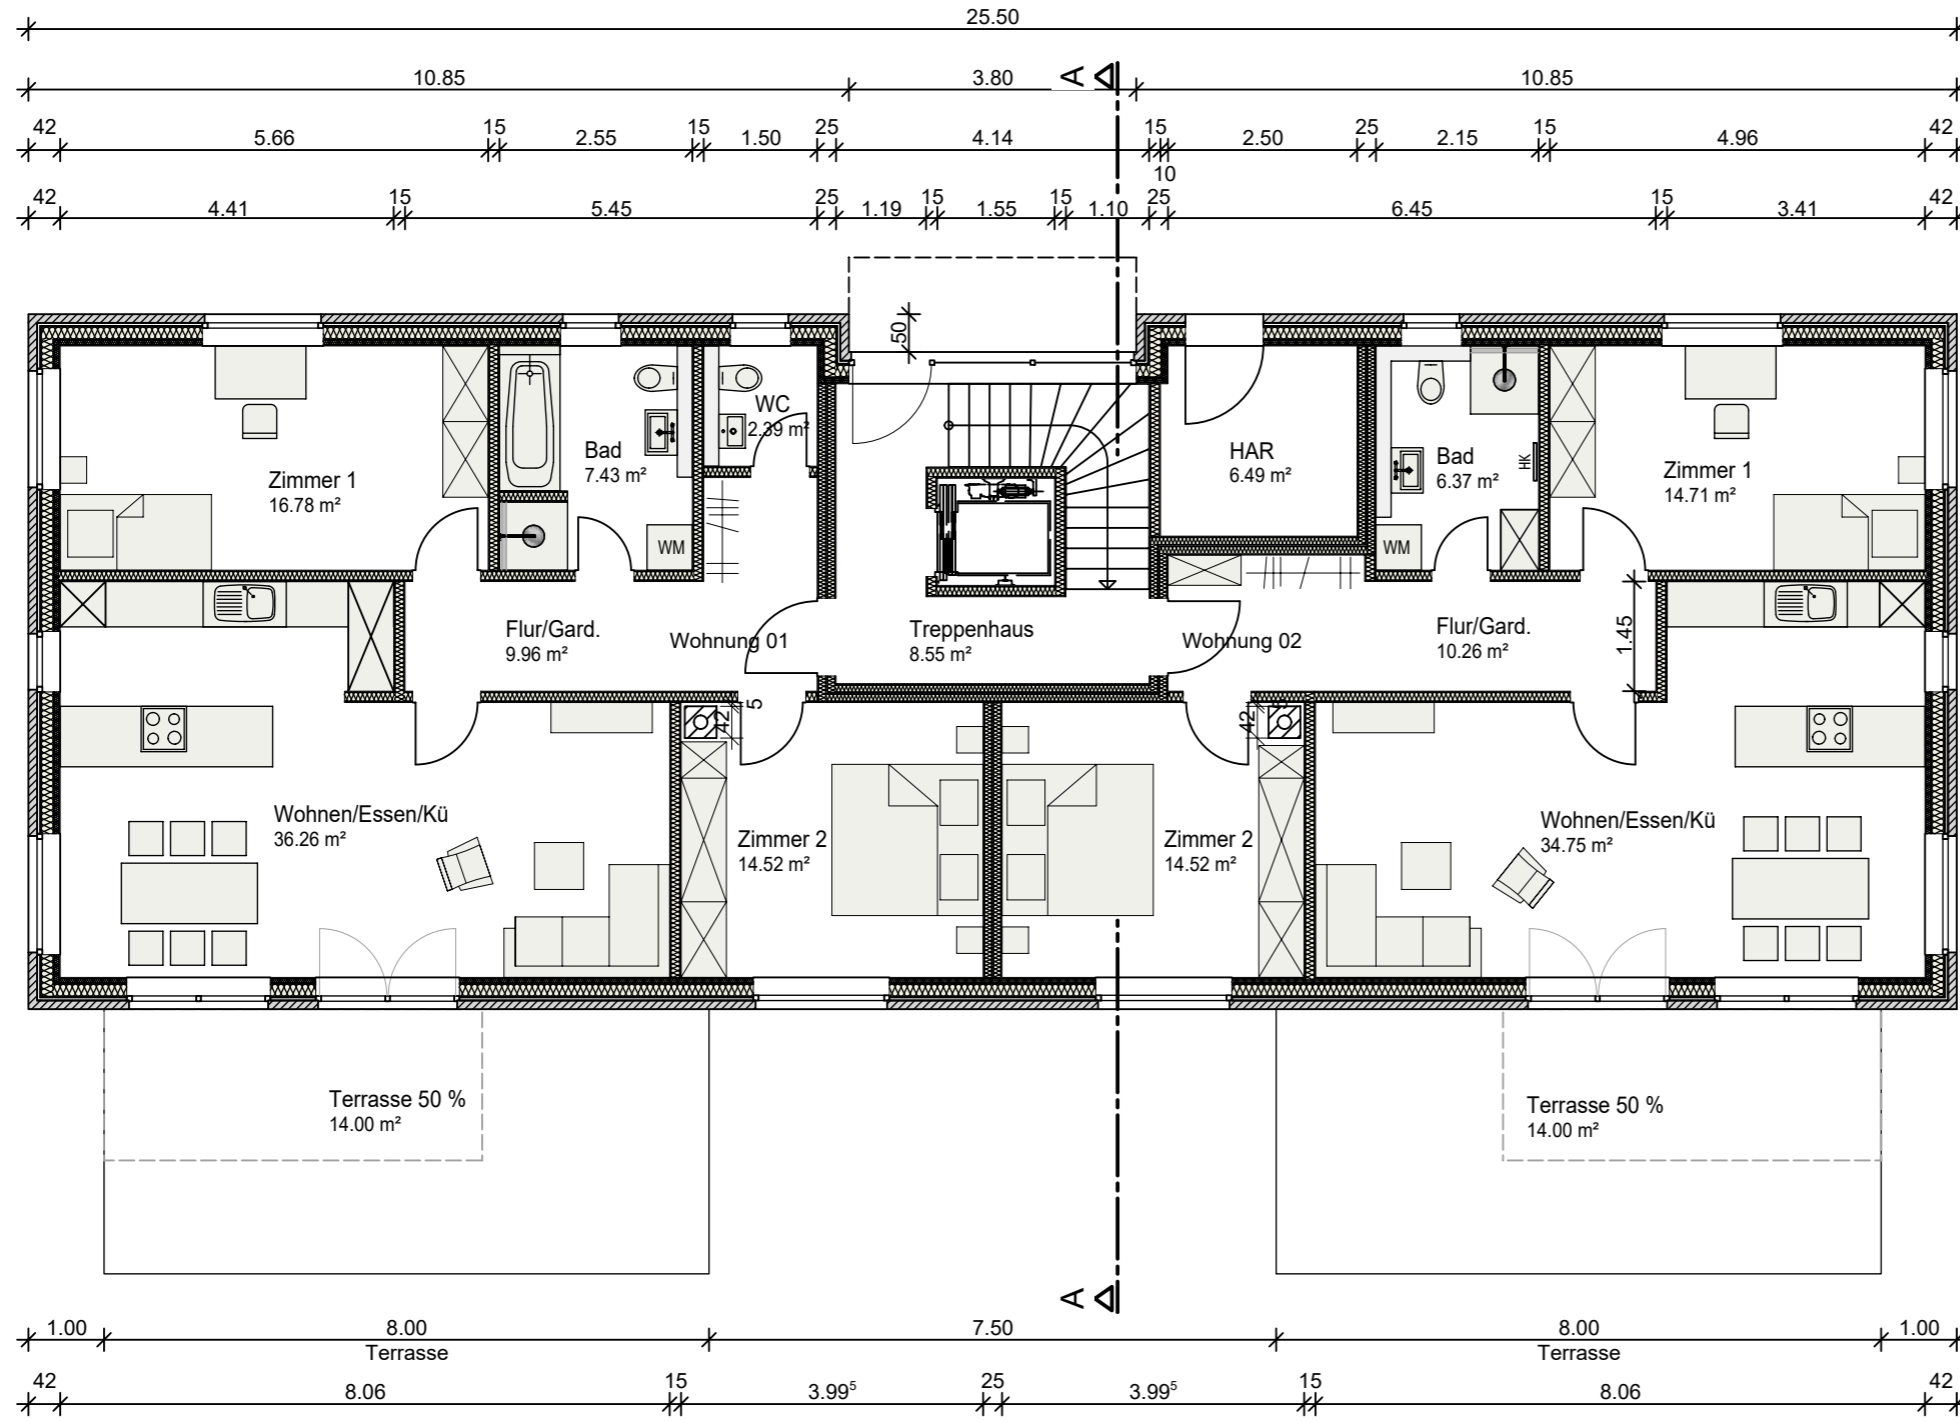 25.50
10.85 3.80 A 10.85
42 5.66 15 2.55 15 1.50 25 4.14 15 2.50 25 2.15 15 4.96 42
10
42 4.41 15 5.45 25 1.19 15 1.55 15 1.10 25 6.45 15 3.41 42
50
WC
2.39 m²
Zimmer 1
16.78 m²
Bad
7.43 m²
WM
HAR
6.49 m²
Bad
6.37 m²
HK
WM
Zimmer 1
14.71 m²
Flur/Gard.
9.96 m²
Wohnung 01
Treppenhaus
8.55 m²
Wohnung 02
Flur/Gard.
10.26 m²
1.45
42 5
42 5
Wohnen/Essen/Kü
36.26 m²
Zimmer 2
14.52 m²
Zimmer 2
14.52 m²
Wohnen/Essen/Kü
34.75 m²
Terrasse 50 %
14.00 m²
Terrasse 50 %
14.00 m²
A
1.00 8.00 7.50 8.00 1.00
Terrasse Terrasse
42 8.06 15 3.99⁵ 25 3.99⁵ 15 8.06 42